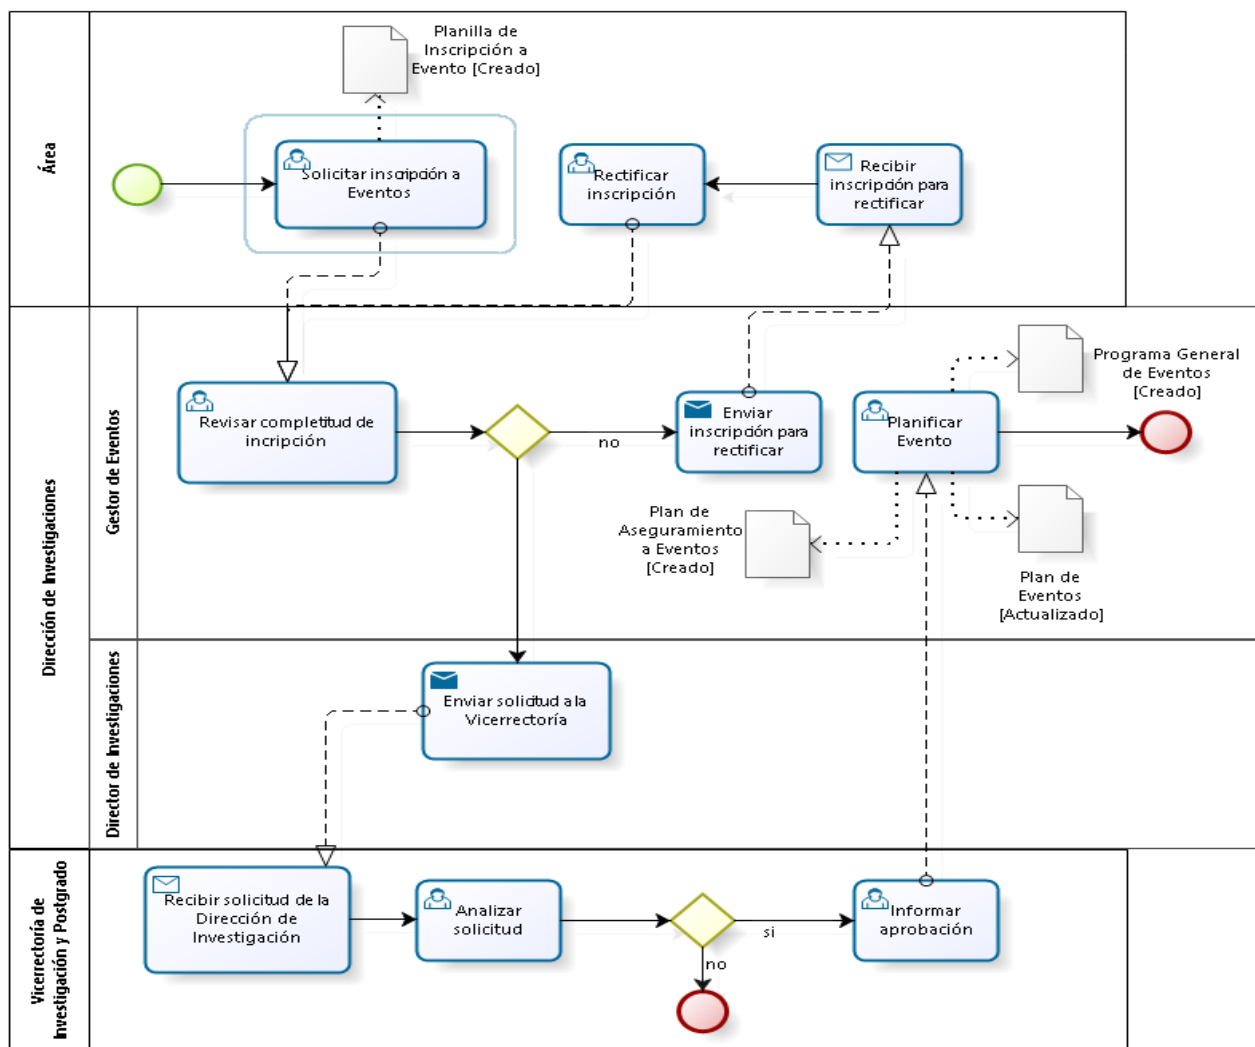 Área
Planilla de
Inscripción a
Evento [Creado]
Solicitar inscripción a
Eventos
Rectificar
inscripción
Recibir
inscripción para
rectificar
Dirección de Investigaciones
Gestor de Eventos
Revisar completitud de
incripción
no
Enviar
inscripción para
rectificar
Planificar
Evento
Programa General
de Eventos
[Creado]
Plan de
Aseguramiento
a Eventos
[Creado]
Plan de
Eventos
[Actualizado]
Director de Investigaciones
Enviar solicitud a la
Vicerrectoría
Vicerrectoría de
Investigación y Postgrado
Recibir solicitud de la
Dirección de
Investigación
Analizar
solicitud
si
no
Informar
aprobación